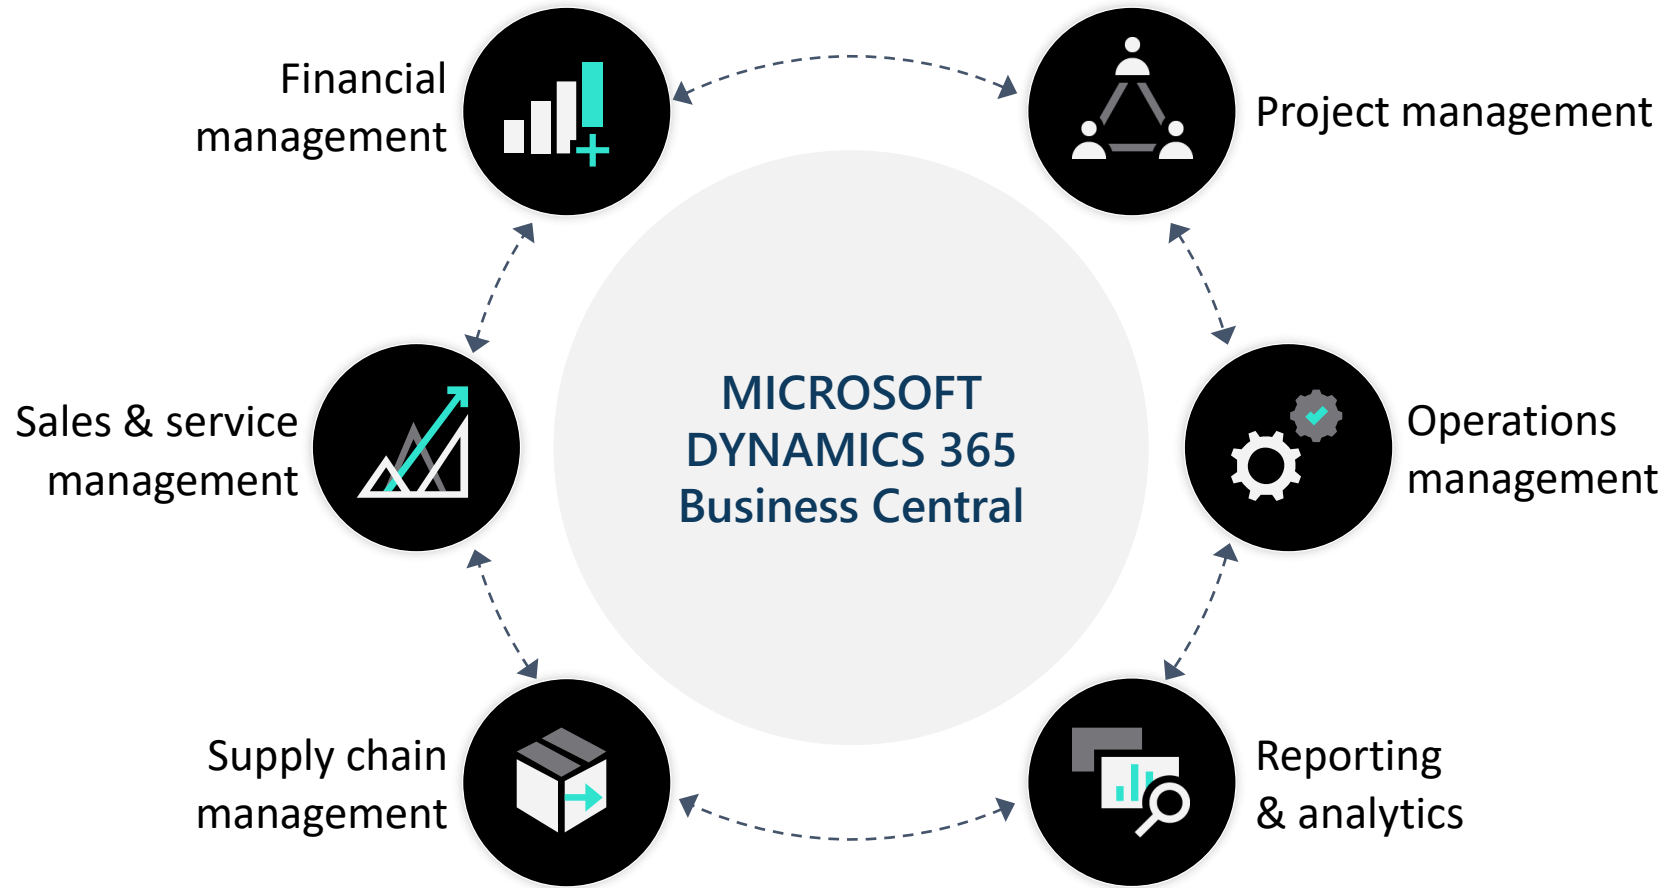 Financial
management
Project management
Sales & service
management
MICROSOFT
DYNAMICS 365
Business Central
Operations
management
Supply chain
management
Reporting
& analytics